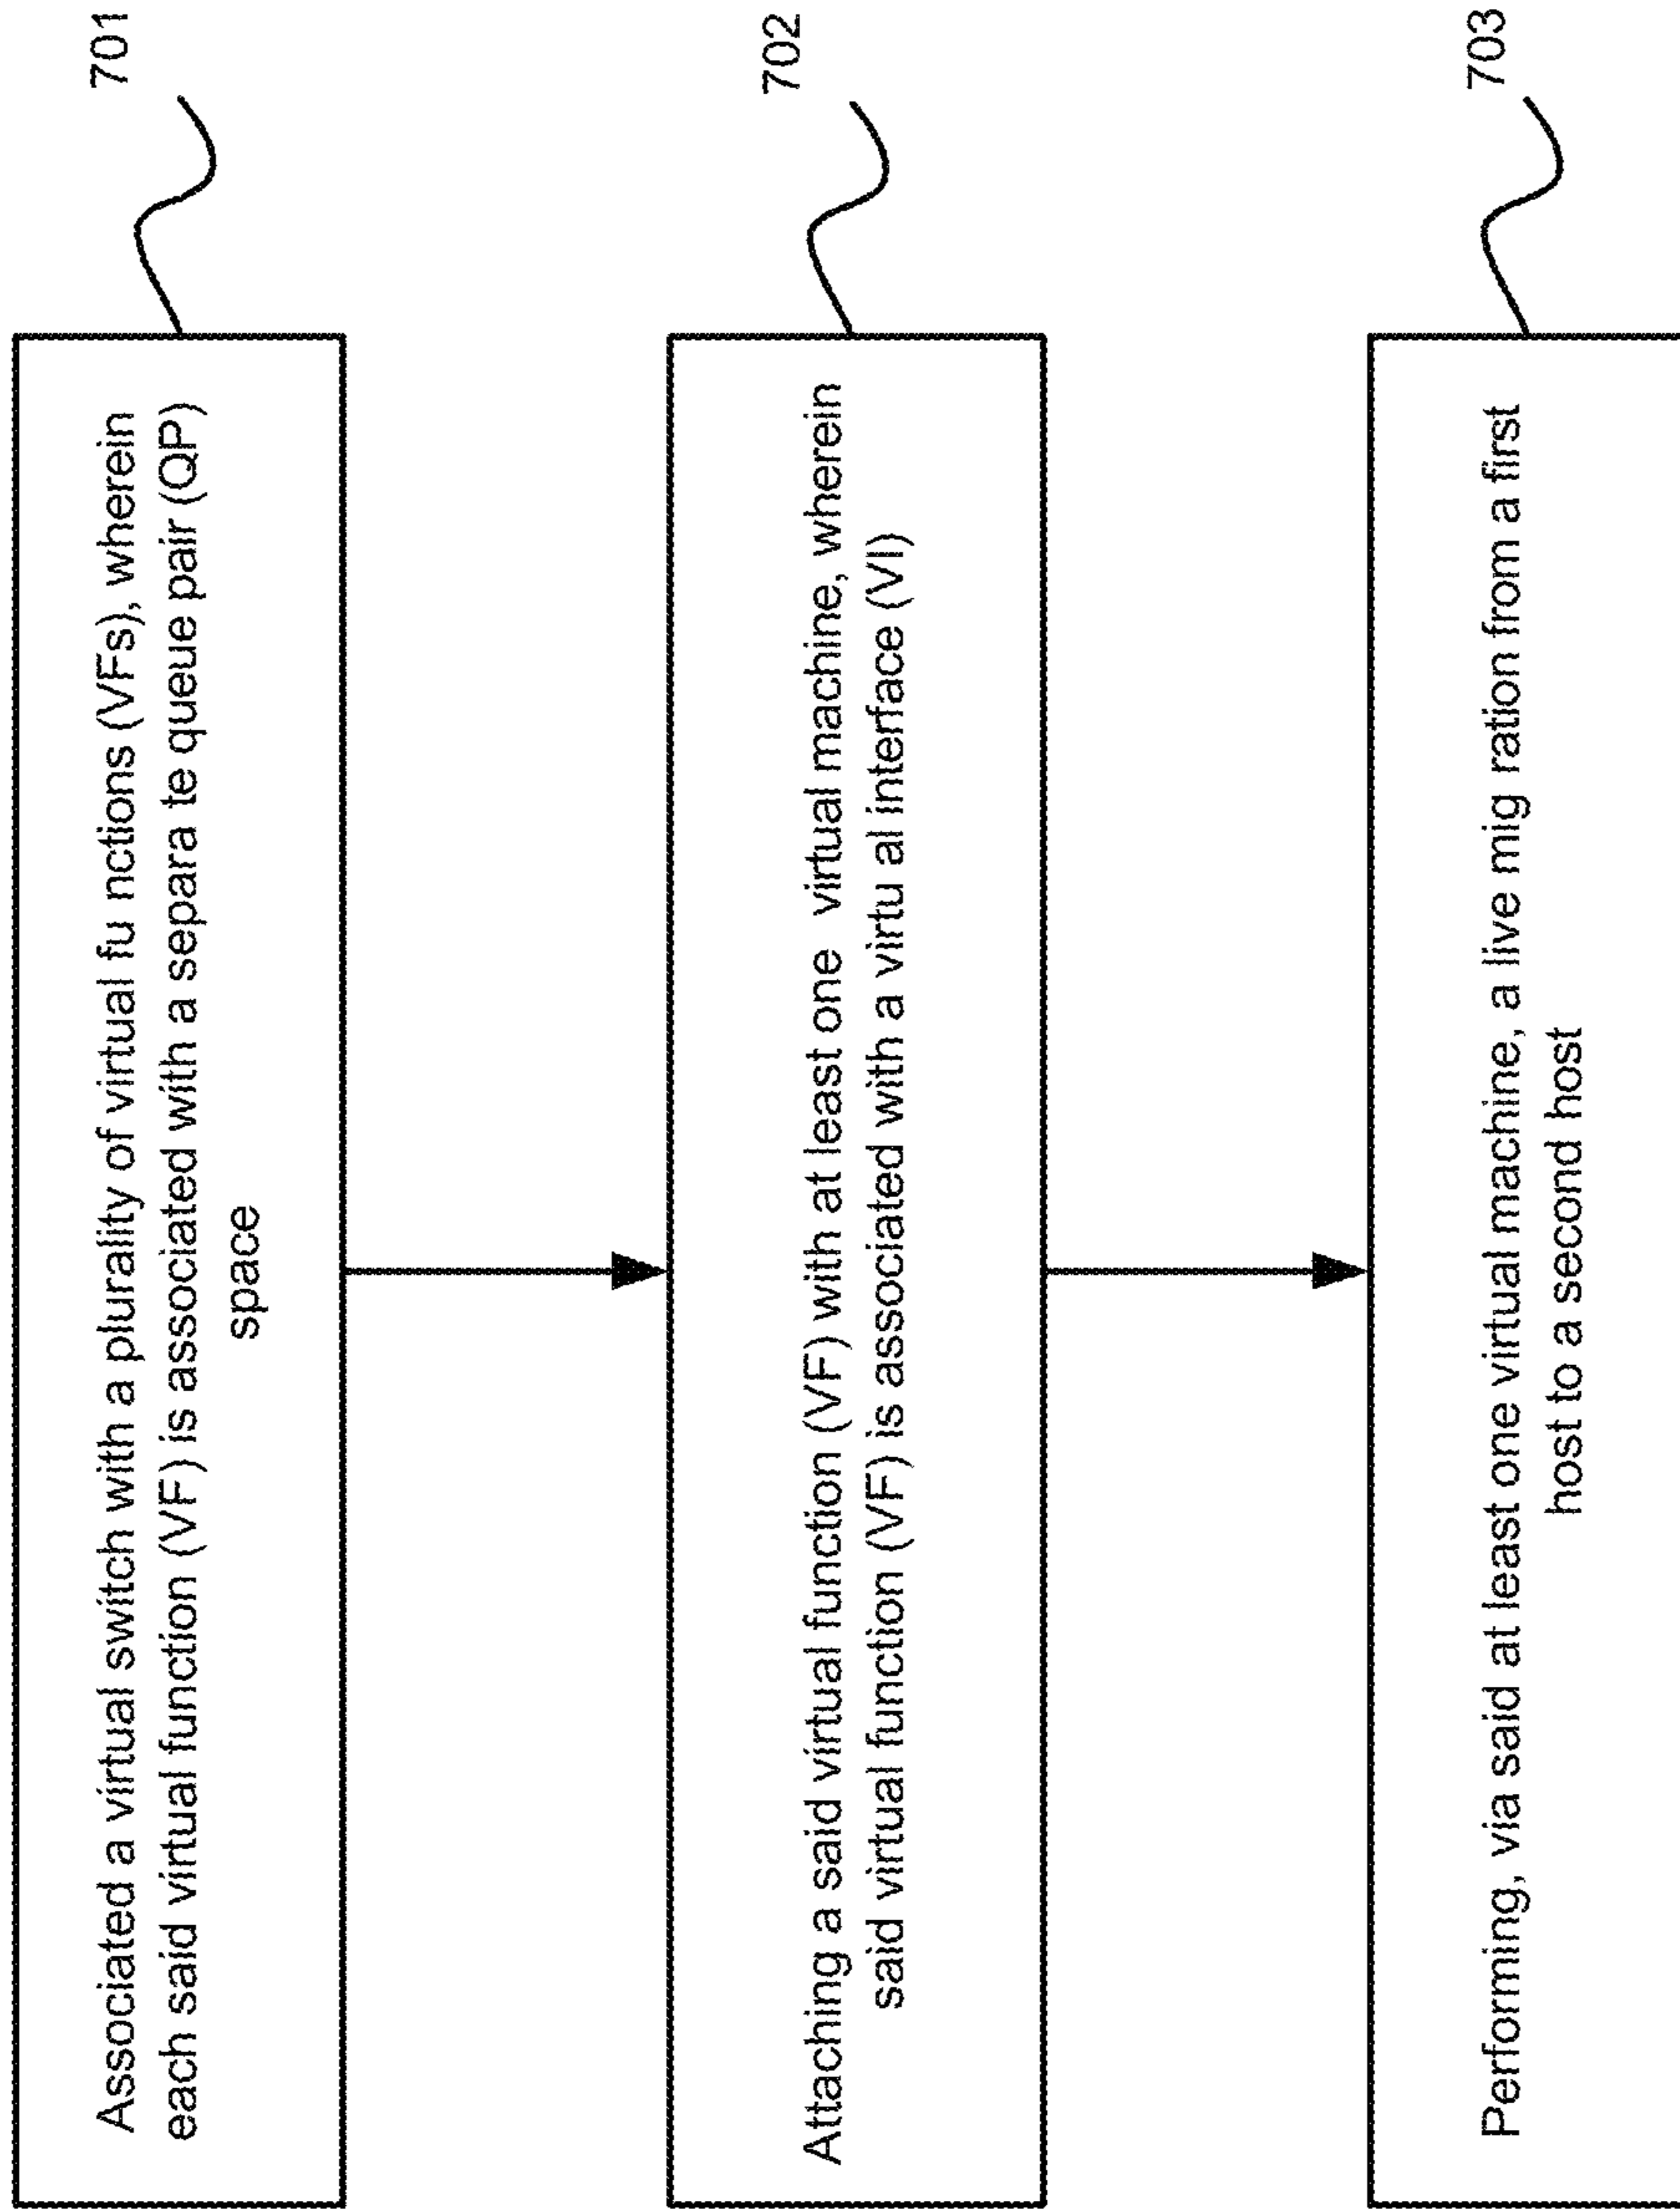 Associated a virtual switch with a plurality of virtual fu nctions (VFs), wherein
each said virtual function (VF) is associated with a separa te queue pair (QP)
space
701
Attaching a said virtual function (VF) with at least one  virtual machine, wherein
said virtual function (VF) is associated with a virtu al interface (VI)
702
Performing, via said at least one virtual machine, a live mig ration from a first
host to a second host
703